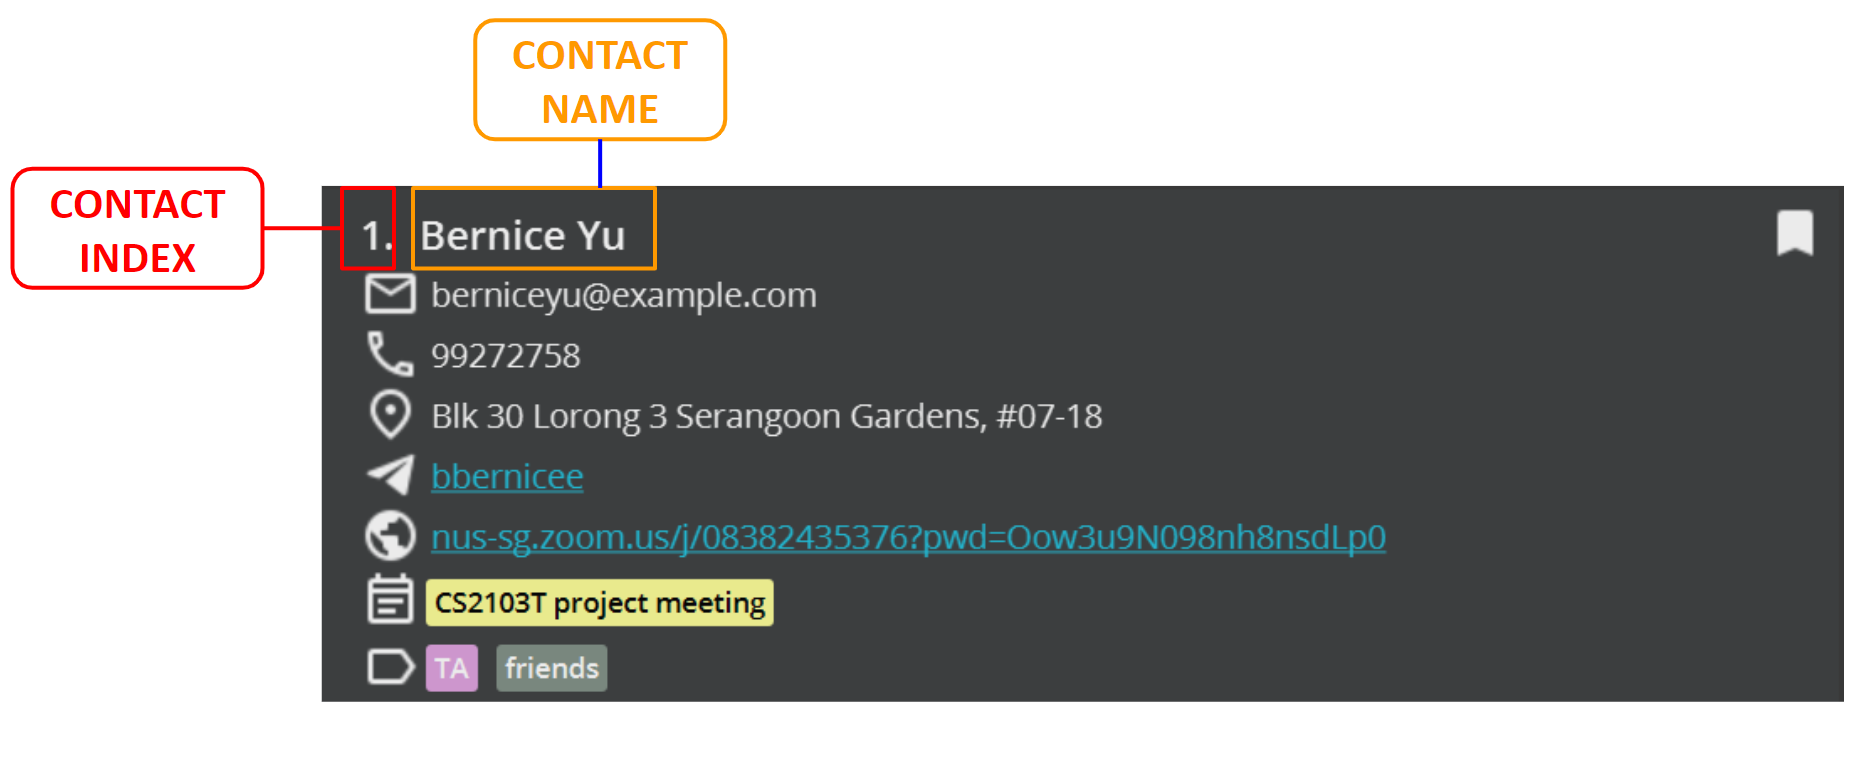 CONTACT
NAME
CONTACT
INDEX
1. Bernice Yu
berniceyu@example.com
99272758
Blk 30 Lorong 3 Serangoon Gardens, #07-18
bbernicee
nus-sg.zoom.us/j/08382435376?pwd=Oow3u9N098nh8nsdLp0
CS2103T project meeting
TA friends